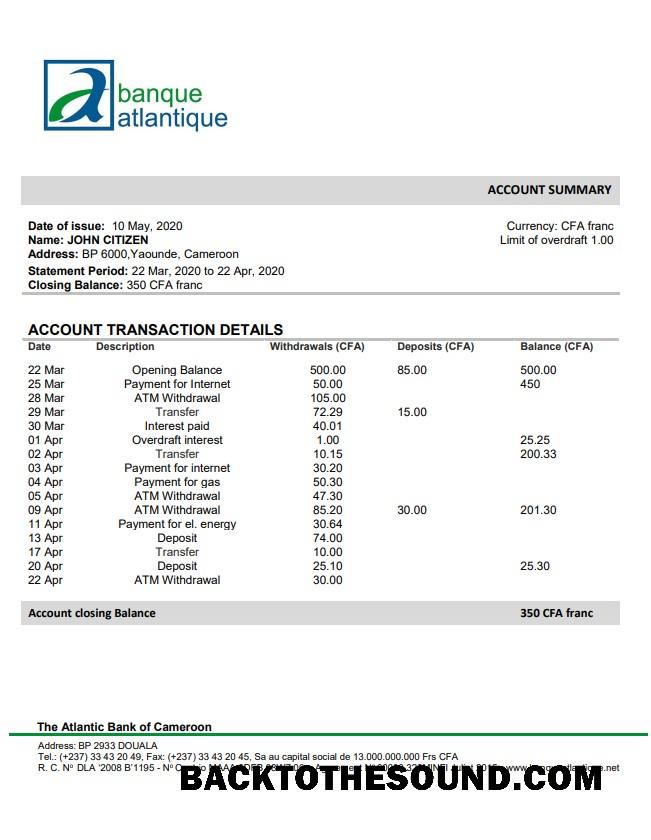 banque
atlantique
ACCOUNT SUMMARY
Date of issue: 10 May, 2020
Currency: CFA franc
Name: JOHN CITIZEN
Limit of overdraft 1.00
Address: BP 6000,Yaounde, Cameroon
Statement Period: 22 Mar, 2020 to 22 Apr, 2020
Closing Balance: 350 CFA franc
ACCOUNT TRANSACTION DETAILS
Date Description Withdrawals (CFA) Deposits (CFA) Balance (CFA)
22 Mar Opening Balance 500.00 85.00 500.00
25 Mar Payment for Internet 50.00 450
28 Mar ATM Withdrawal 105.00
29 Mar Transfer 72.29 15.00
30 Mar Interest paid 40.01
01 Apr Overdraft interest 1.00 25.25
02 Apr Transfer 10.15 200.33
03 Apr Payment for internet 30.20
04 Apr Payment for gas 50.30
05 Apr ATM Withdrawal 47.30
09 Apr ATM Withdrawal 85.20 30.00 201.30
11 Apr Payment for el. energy 30.64
13 Apr Deposit 74.00
17 Apr Transfer 10.00
20 Apr Deposit 25.10 25.30
22 Apr ATM Withdrawal 30.00
Account closing Balance 350 CFA franc
The Atlantic Bank of Cameroon
Address: BP 2933 DOUALA
Tel.: (+237) 33 43 20 49, Fax: (+237) 33 43 20 45, Sa au capital social de 13.000.000.000 Frs CFA
R. C. Nº DLA '2008 B'1195 - Nº
BACKTOTHESOUND.COM